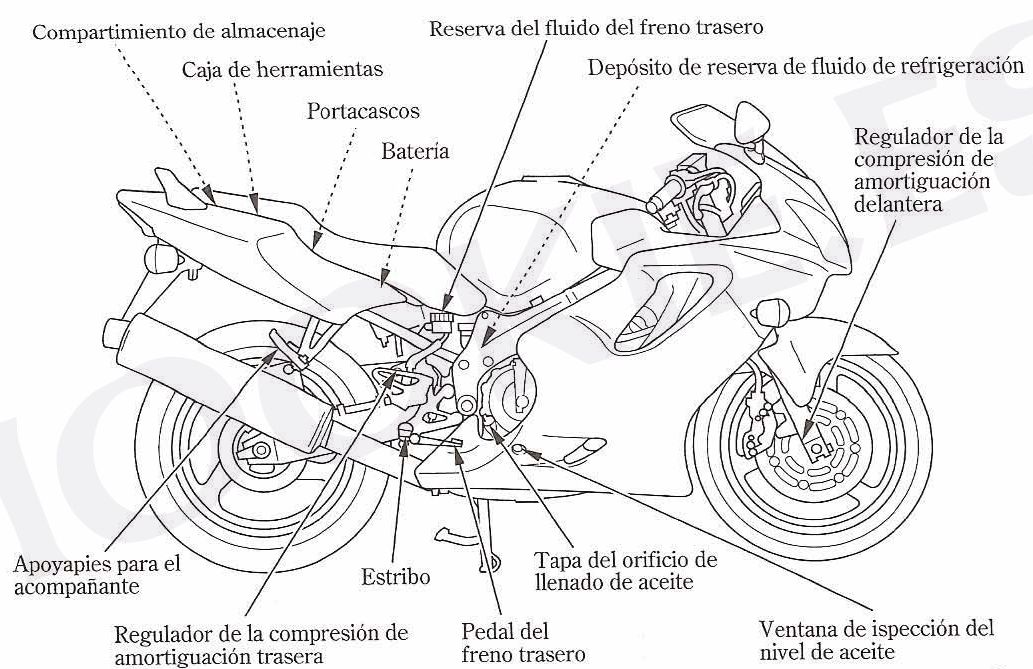 Compartimiento de almacenaje
Caja de herramientas
Portacascos
Batería
Reserva del fluido del freno trasero
Depósito de reserva de fluido de refrigeración
Regulador de la
compresión de
amortiguación
delantera
Apoyapies para el
acompañante
Regulador de la compresión de
amortiguación trasera
Estribo
Pedal del
freno trasero
Tapa del orificio de
llenado de aceite
Ventana de ispección del
nivel de aceite